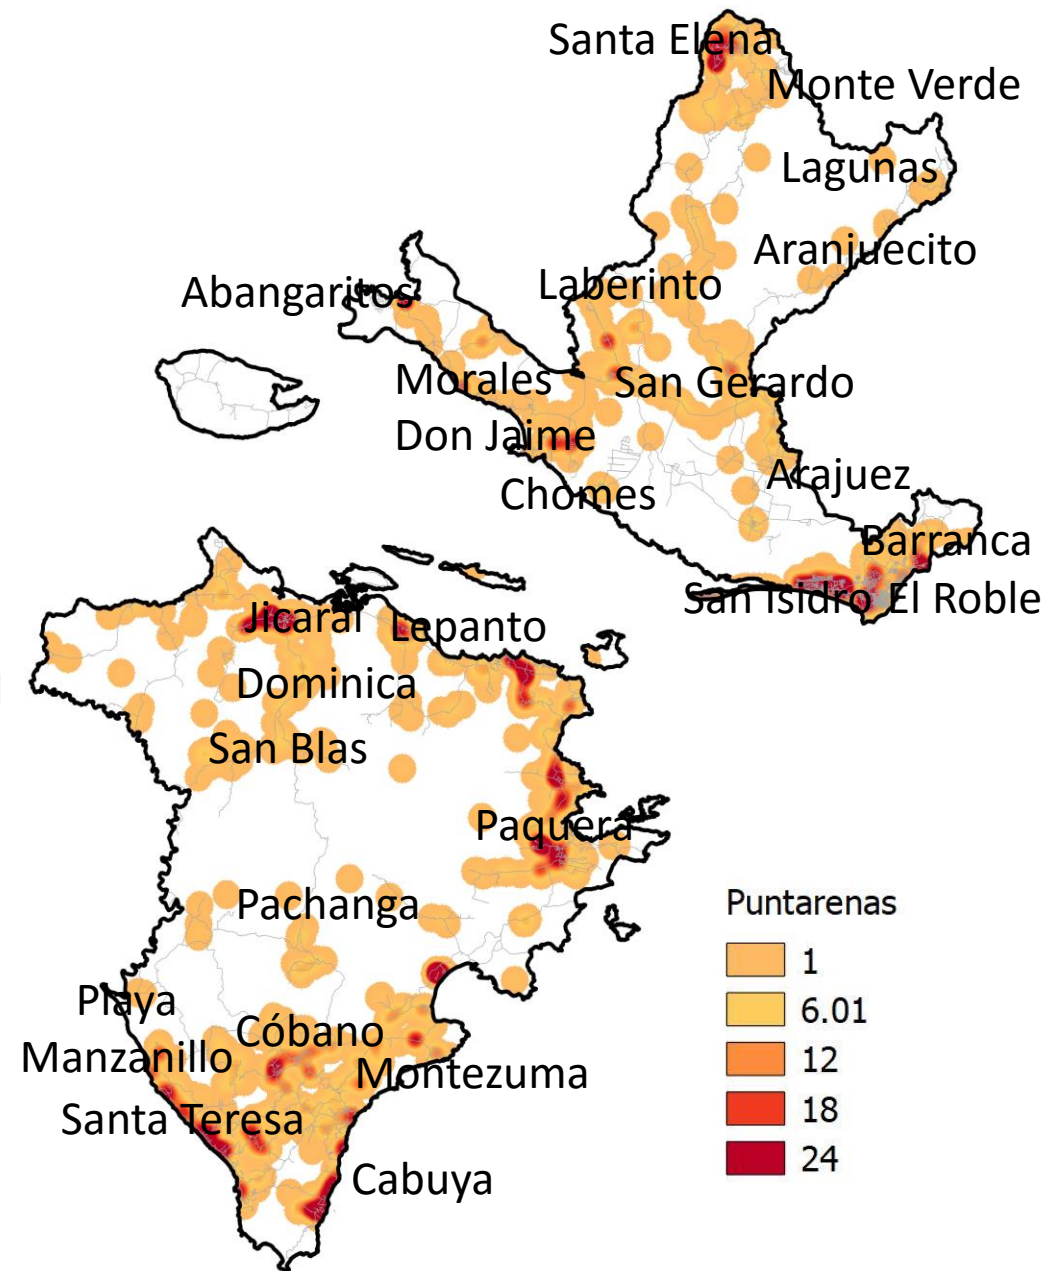 Santa Elena
Monte Verde
Lagunas
Aranjuecito
Abangaritos
Laberinto
Morales
San Gerardo
Don Jaime
Arajuez
Chomes
Barranca
San Isidro
El Roble
Jicaral
Lepanto
Dominica
San Blas
Paquera
Pachanga
Playa
Manzanillo
Cóbano
Montezuma
Santa Teresa
Cabuya
Puntarenas
1
6.01
12
18
24